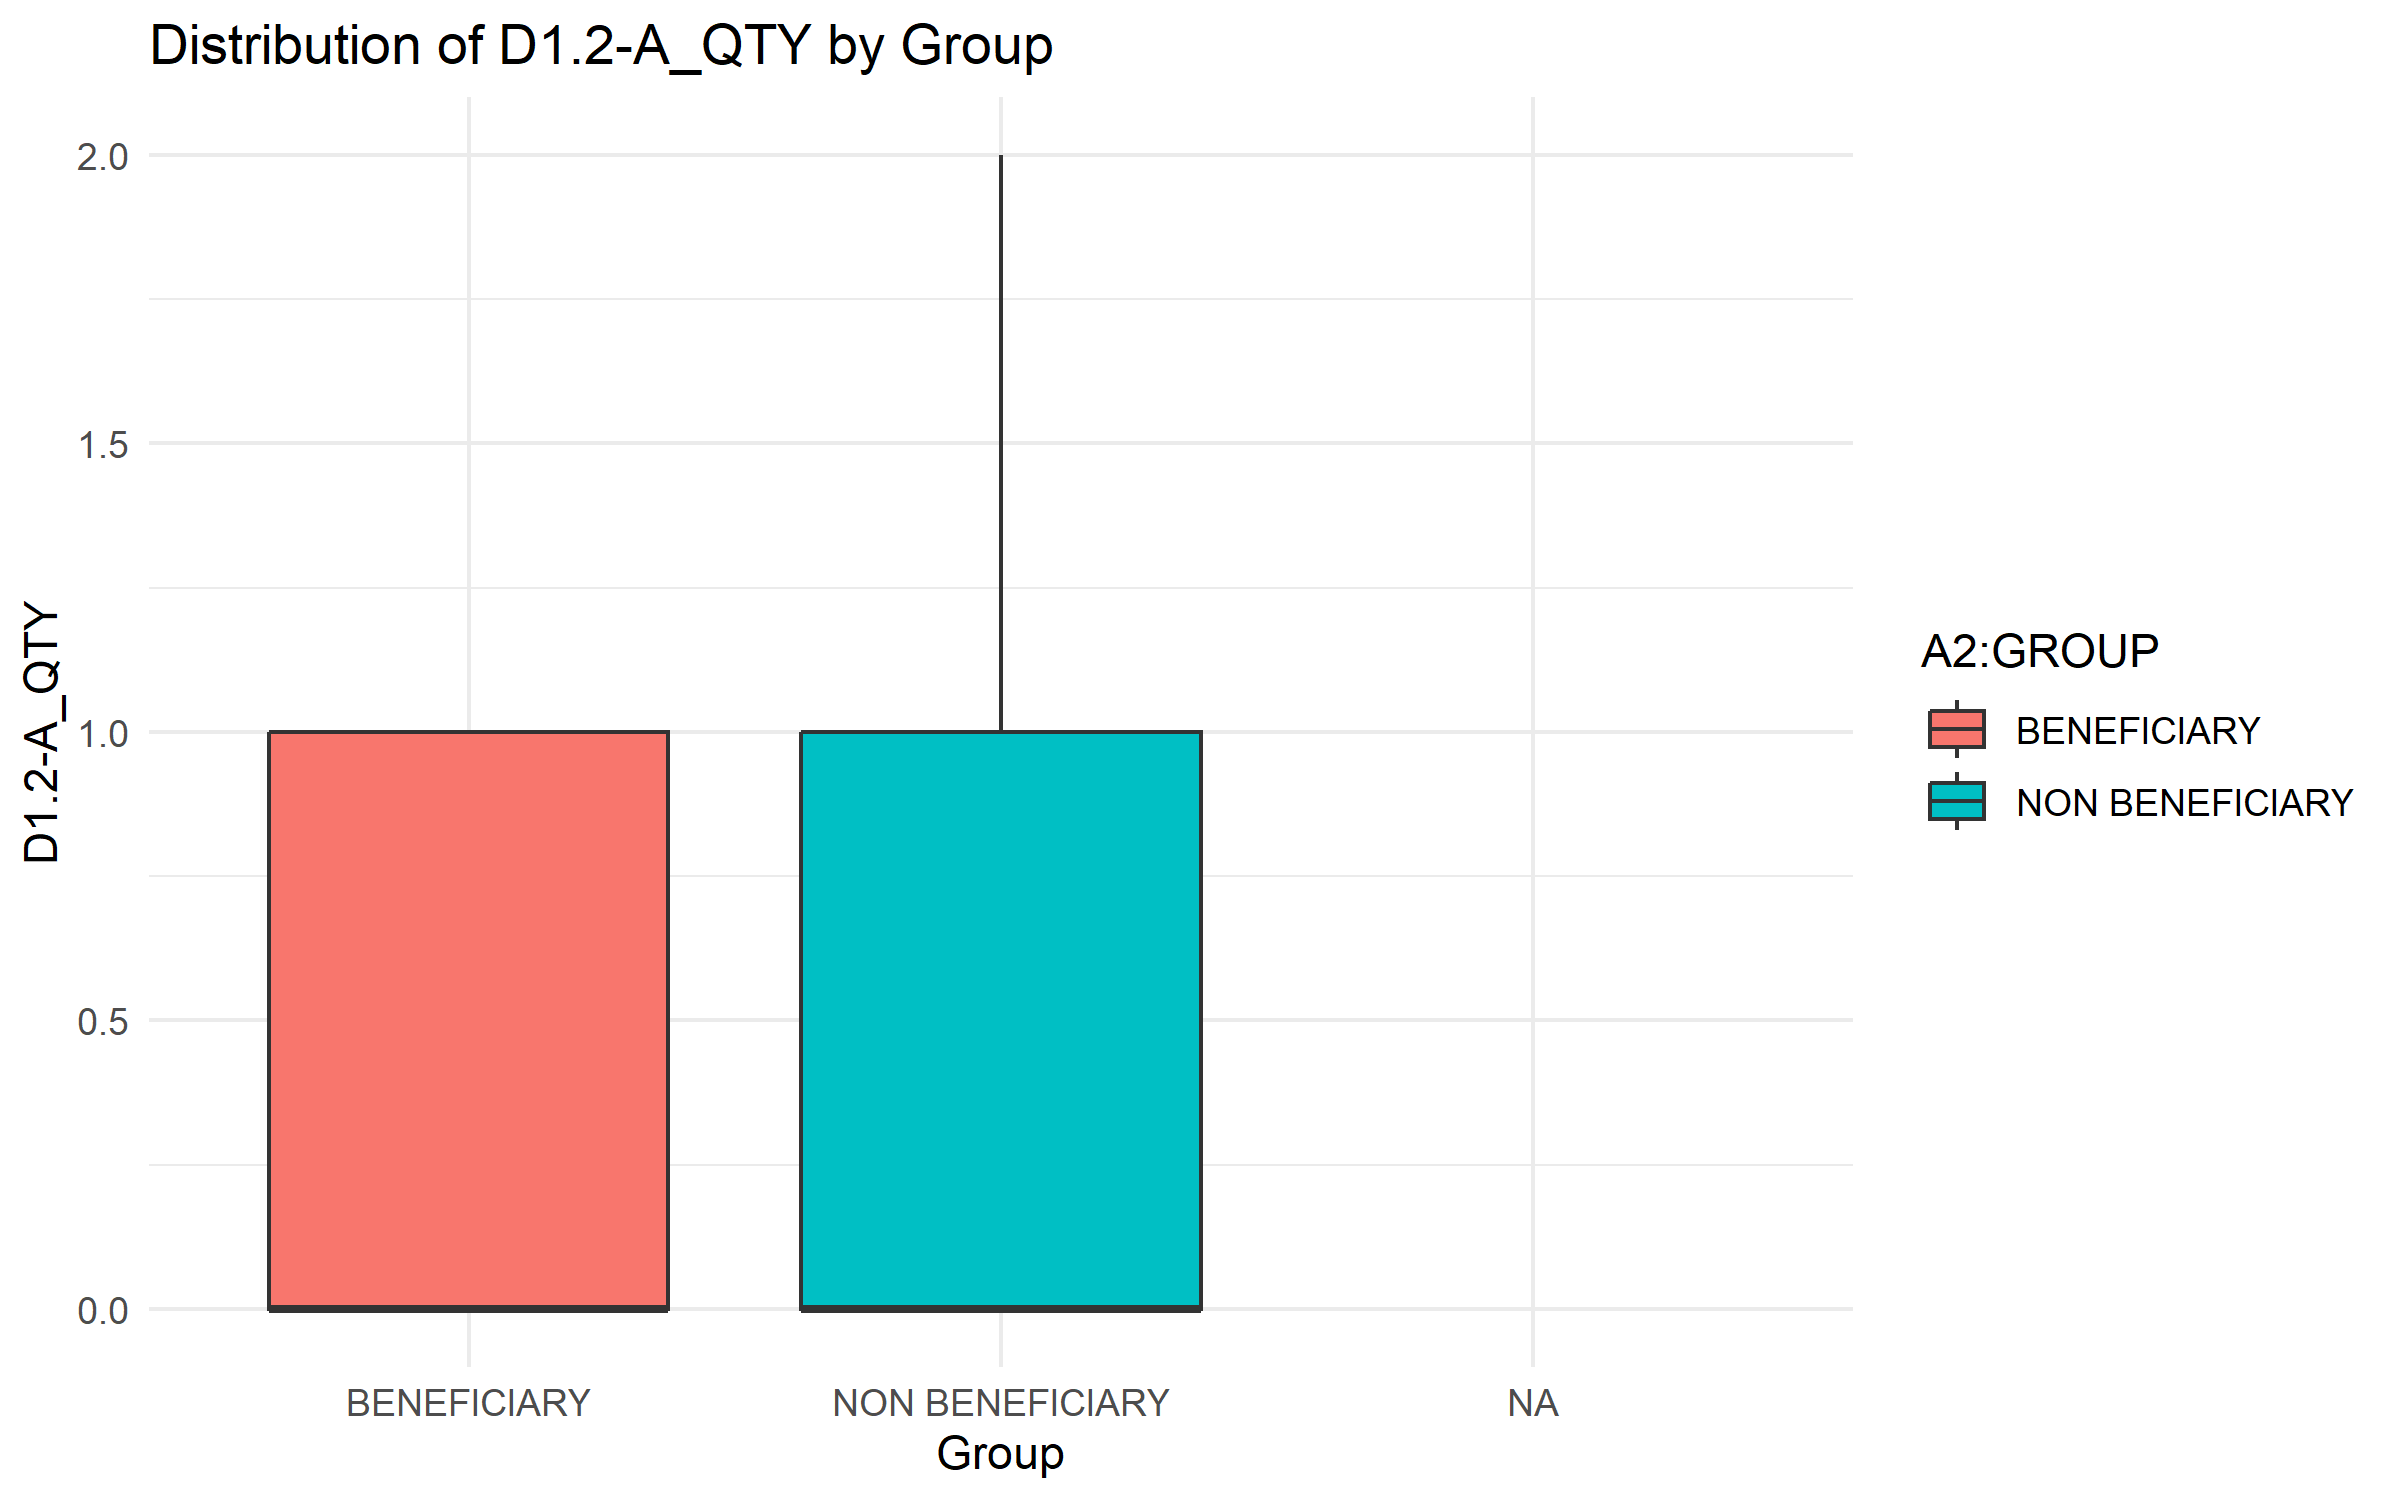 Distribution of D1.2-A_QTY by Group
D1.2-A_QTY
2.0
1.5
1.0
0.5
0.0
BENEFICIARY
NON BENEFICIARY
NA
Group
A2:GROUP
BENEFICIARY
NON BENEFICIARY